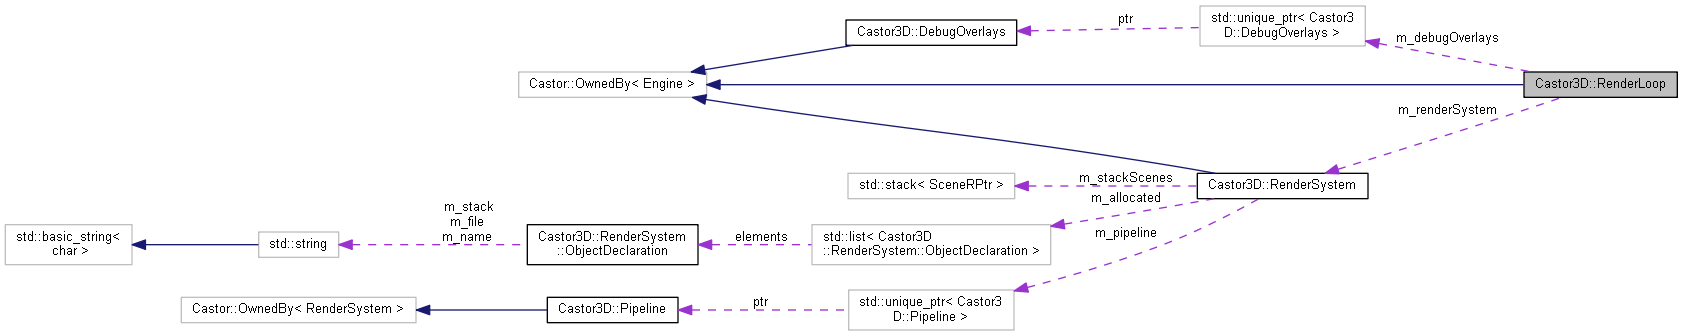 std::unique_ptr< Castor3
D::DebugOverlays >
ptr
Castor3D::DebugOverlays
m_debugOverlays
Castor::OwnedBy< Engine >
Castor3D::RenderLoop
m_renderSystem
m_stackScenes
std::stack< SceneRPtr >
Castor3D::RenderSystem
m_allocated
m_stack
m_file
m_name
m_pipeline
std::basic_string<
char >
std::string
Castor3D::RenderSystem
::ObjectDeclaration
elements
std::list< Castor3D
::RenderSystem::ObjectDeclaration >
Castor::OwnedBy< RenderSystem >
Castor3D::Pipeline
ptr
std::unique_ptr< Castor3
D::Pipeline >